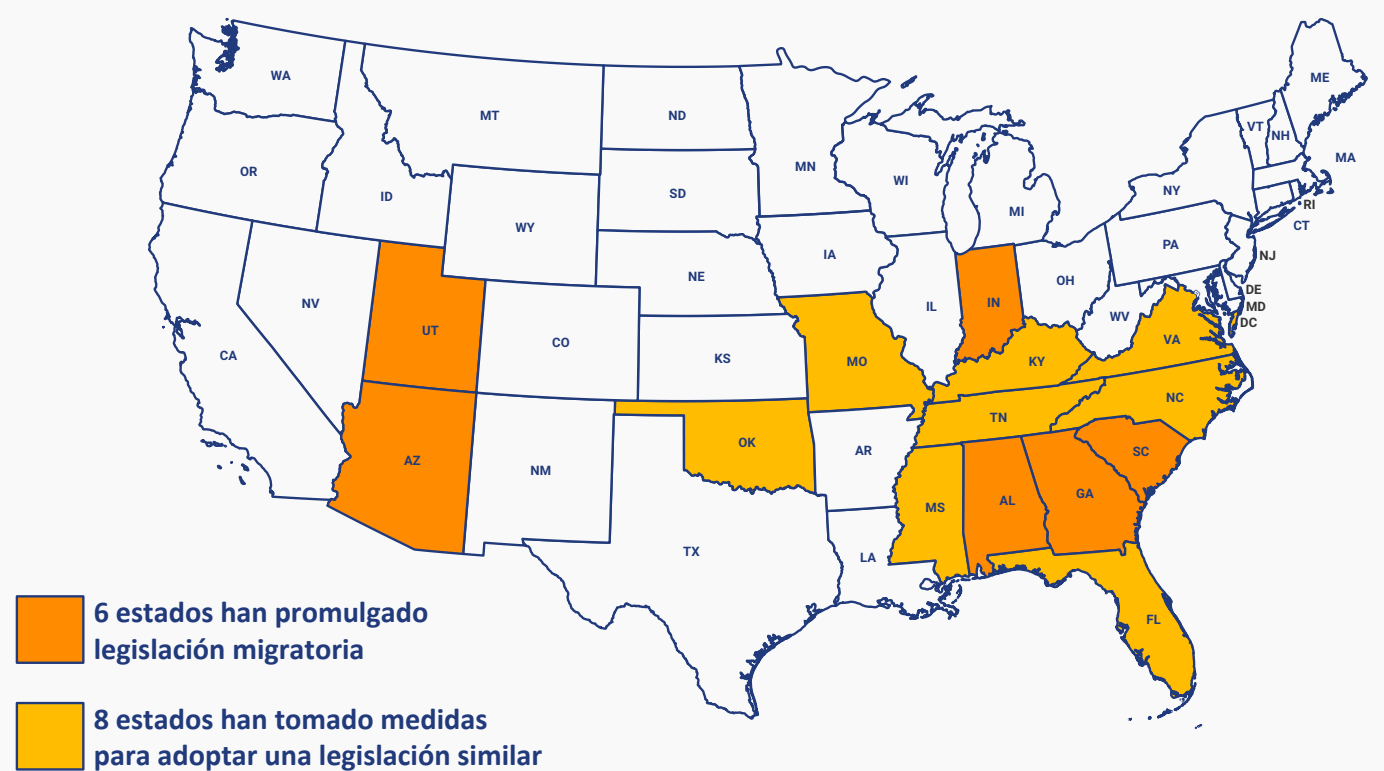 WA
MT
ND
MN
ME
VT
NH
MA
OR
ID
SD
WI
MI
NY
RI
CT
WY
IA
PA
NJ
NE
OH
DE
MD
DC
NV
UT
CO
IL
IN
WV
VA
CA
KS
MO
KY
NC
TN
AZ
NM
OK
AR
SC
MS
AL
GA
TX
LA
FL
6 estados han promulgado
legislación migratoria
8 estados han tomado medidas
para adoptar una legislación similar